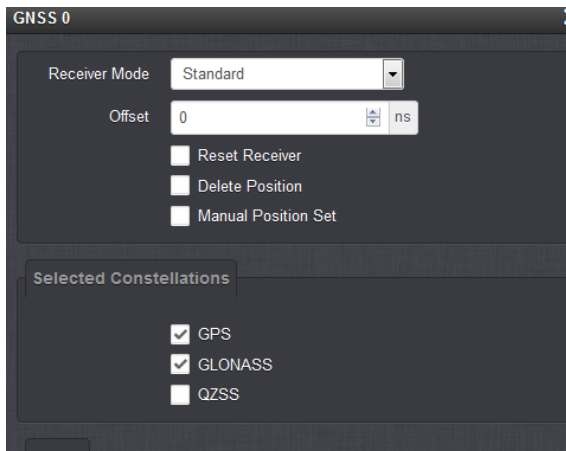 GNSS 0
Receiver Mode Standard
Offset 0 ns
Reset Receiver
Delete Position
Manual Position Set
Selected Constellations
GPS
GLONASS
QZSS